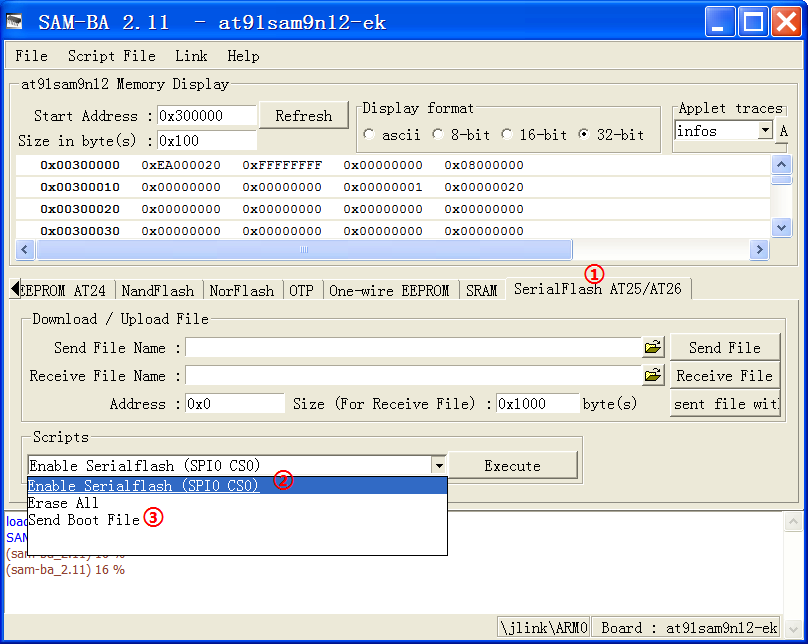 SAM-BA 2.11 - at91sam9n12-ek
File Script File Link Help
at91sam9n12 Memory Display
Start Address : 0x300000 Refresh
Size in byte(s) : 0x100
Display format
ascii 8-bit 16-bit 32-bit
Applet traces
infos A
0x00300000 0xEA000020 0xFFFFFFFF 0x00000000 0x08000000
0x00300010 0x00000000 0x00000000 0x00000001 0x00000020
0x00300020 0x00000000 0x00000000 0x00000000 0x00000000
0x00300030 0x00000000 0x00000000 0x00000000 0x00000000
①
EEPROM AT24 NandFlash NorFlash OTP One-wire EEPROM SRAM SerialFlash AT25/AT26
Download / Upload File
Send File Name : Send File
Receive File Name : Receive File
Address : 0x0 Size (For Receive File) : 0x1000 byte(s) sent file wit
Scripts
Enable Serialflash (SPI0 CS0) Execute
Enable Serialflash (SPI0 CS0) ②
Erase All
Send Boot File ③
loa
SAM
(sam-ba_2.11) 16 %
(sam-ba_2.11) 16 %
\jlink\ARM0 Board : at91sam9n12-ek